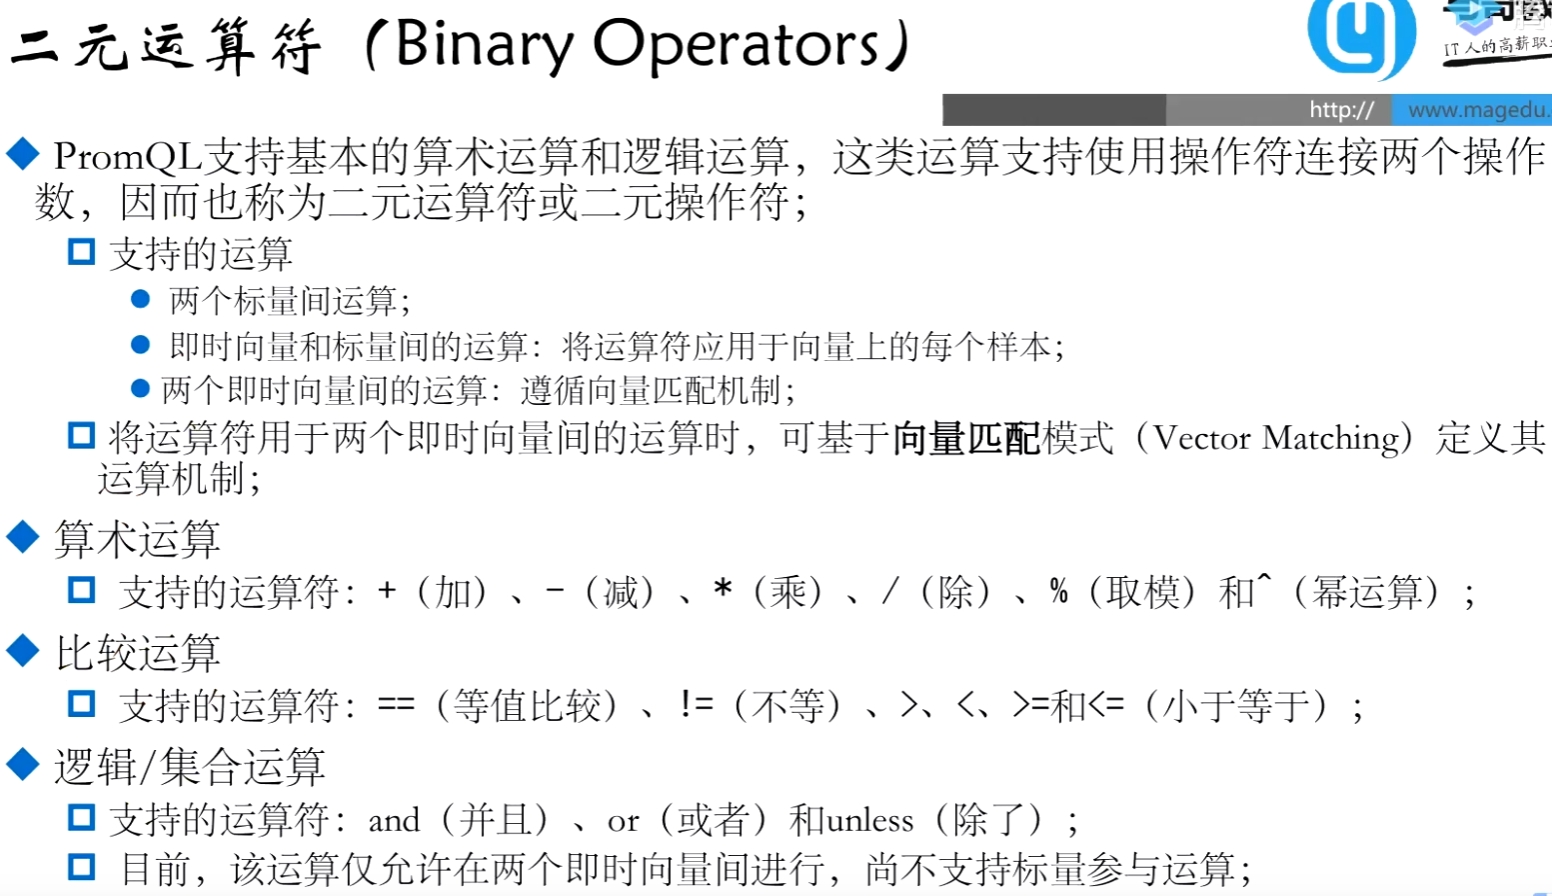 二元运算符（Binary Operators）
IT人的高薪职
http://
www.magedu.
PromQL支持基本的算术运算和逻辑运算，这类运算支持使用操作符连接两个操作
数，因而也称为二元运算符或二元操作符；
支持的运算
两个标量间运算；
即时向量和标量间的运算：将运算符应用于向量上的每个样本；
两个即时向量间的运算：遵循向量匹配机制；
将运算符用于两个即时向量间的运算时，可基于向量匹配模式（Vector Matching）定义其
运算机制；
算术运算
支持的运算符：+（加）、-（减）、*（乘）、/（除）、%（取模）和^（幂运算）；
比较运算
支持的运算符：==（等值比较）、!=（不等）、>、<、>=和<=（小于等于）；
逻辑/集合运算
支持的运算符：and（并且）、or（或者）和unless（除了）；
目前，该运算仅允许在两个即时向量间进行，尚不支持标量参与运算；